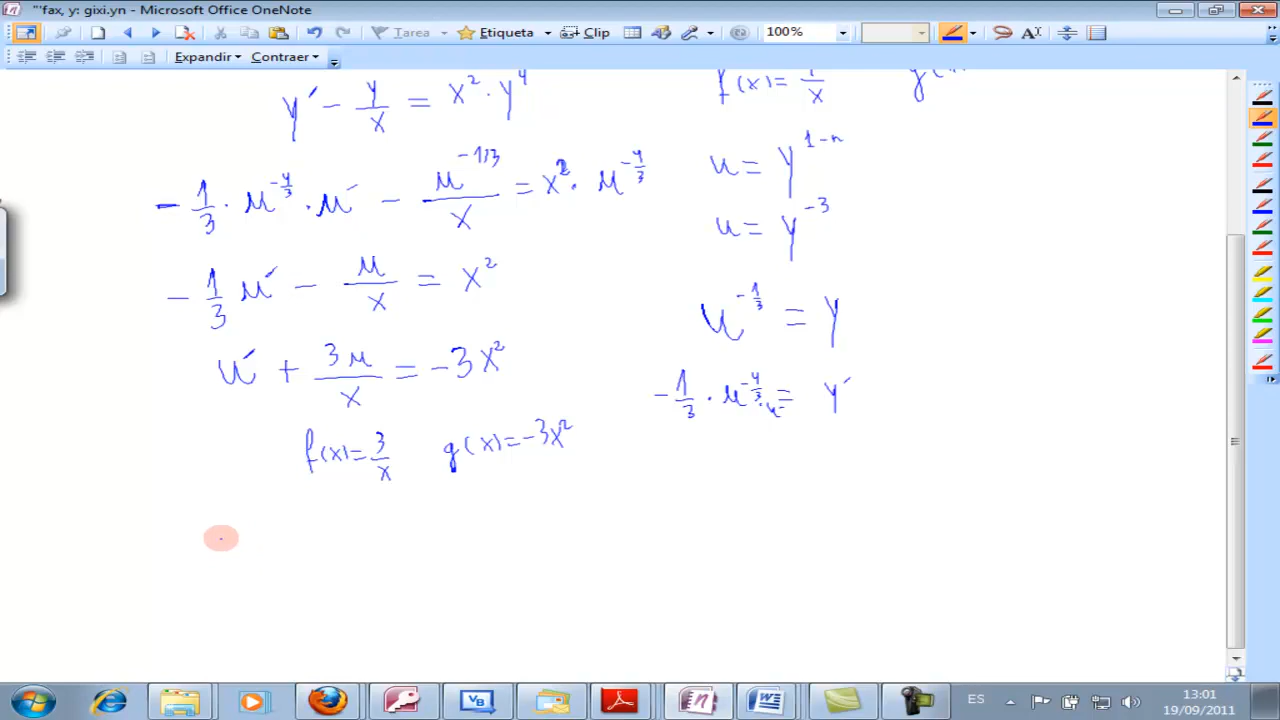 "'fax, y: gixi.yn - Microsoft Office OneNote
Tarea Etiqueta Clip 100%
Expandir Contraer
y´ - y/x = x² · y⁴
f(x) = 1/x
-1/3 · u^(-4/3) · u´ - u^(-1/3)/x = x² · u^(-4/3)
u = y^(1-n)
u = y^(-3)
-1/3 u´ - u/x = x²
u^(-1/3) = y
u´ + 3u/x = -3x²
-1/3 · u^(-4/3) · u´ = y´
f(x) = 3/x g(x) = -3x²
ES 13:01
19/09/2011